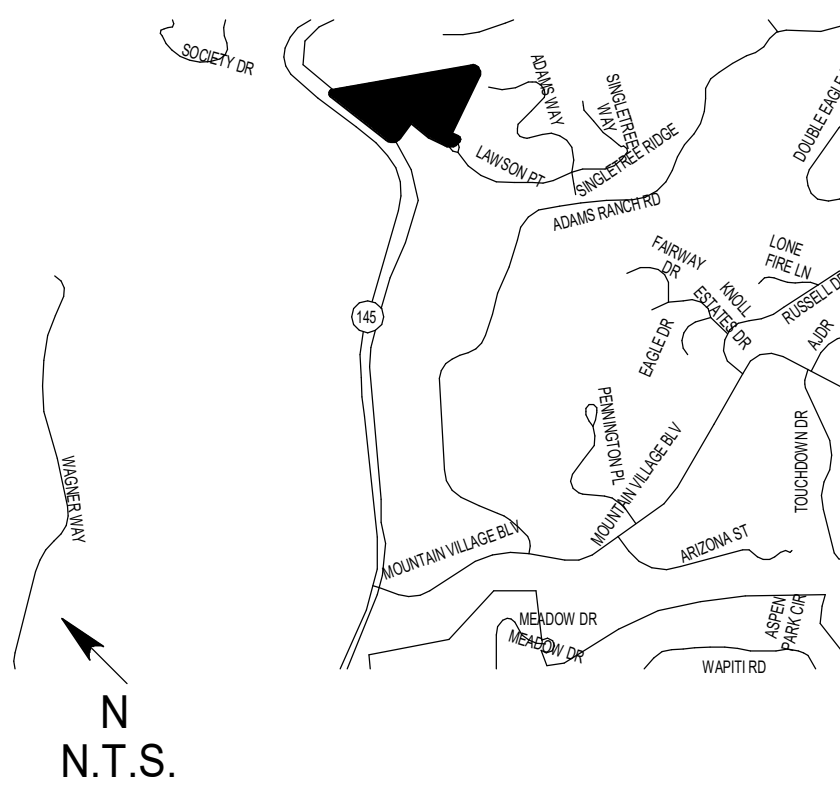 SOCIETY DR
ADAMS WAY
SINGLETREE
WAY
LAWSON PT
SINGLETREE RIDGE
DOUBLE EAGLE
ADAMS RANCH RD
FAIRWAY
DR
LONE
FIRE LN
KNOLL
ESTATES DR
RUSSELL DR
145
EAGLE DR
AJDR
PENNINGTON PL
MOUNTAIN VILLAGE BLV
TOUCHDOWN DR
WAGNER WAY
MOUNTAIN VILLAGE BLV
ARIZONA ST
MEADOW DR
MEADOW DR
ASPEN
PARK CIR
WAPITI RD
N
N.T.S.